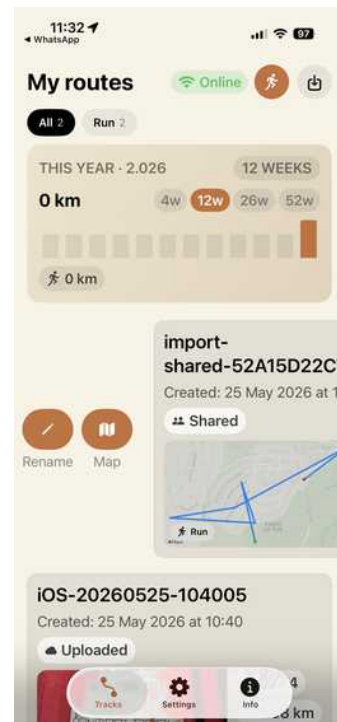 11:32
WhatsApp
97
My routes
Online
All 2
Run 2
THIS YEAR · 2.026
12 WEEKS
0 km
4w
12w
26w
52w
0 km
import-
shared-52A15D22C
Created: 25 May 2026 at 1
Shared
Rename
Map
Run
iOS-20260525-104005
Created: 25 May 2026 at 10:40
Uploaded
4
Tracks
Settings
Info
km